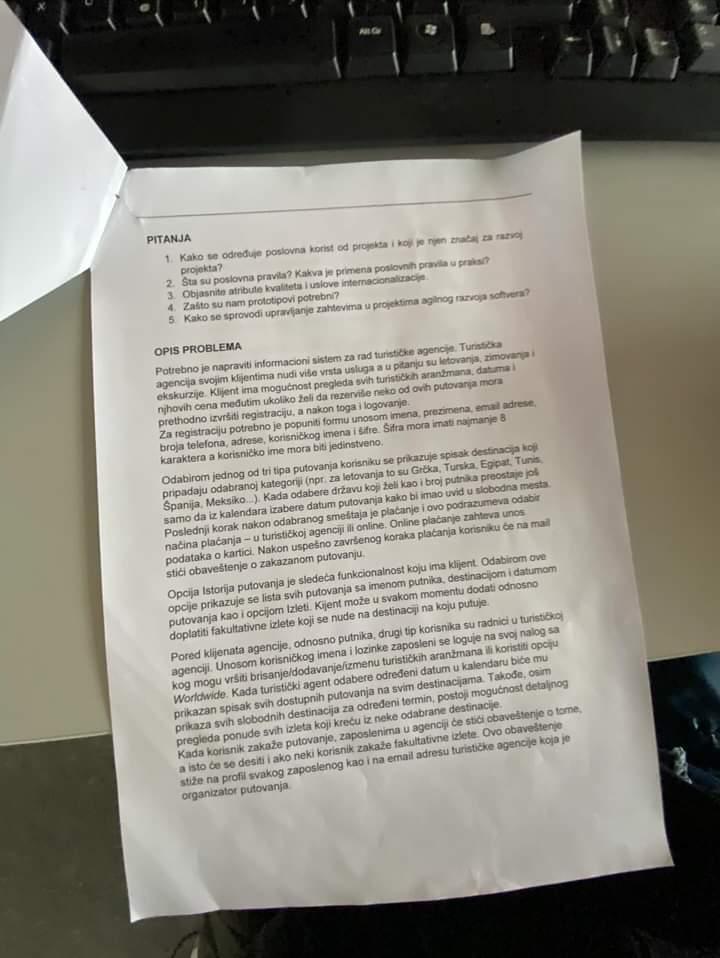 Alt Gr
PITANJA
1. Kako se određuje poslovna korist od projekta i koji je njen značaj za razvoj
projekta?
2. Šta su poslovna pravila? Kakva je primena poslovnih pravila u praksi?
3. Objasnite atribute kvaliteta i uslove internacionalizacije.
4. Zašto su nam prototipovi potrebni?
5. Kako se sprovodi upravljanje zahtevima u projektima agilnog razvoja softvera?
OPIS PROBLEMA
Potrebno je napraviti informacioni sistem za rad turističke agencije. Turistička
agencija svojim klijentima nudi više vrsta usluga a u pitanju su letovanja, zimovanja i
ekskurzije. Klijent ima mogućnost pregleda svih turističkih aranžmana, datuma i
njhovih cena međutim ukoliko želi da rezerviše neko od ovih putovanja mora
prethodno izvršiti registraciju, a nakon toga i logovanje.
Za registraciju potrebno je popuniti formu unosom imena, prezimena, email adrese,
broja telefona, adrese, korisničkog imena i šifre. Šifra mora imati najmanje 8
karaktera a korisničko ime mora biti jedinstveno.
Odabirom jednog od tri tipa putovanja korisniku se prikazuje spisak destinacija koji
pripadaju odabranoj kategoriji (npr. za letovanja to su Grčka, Turska, Egipat, Tunis,
Španija, Meksiko...). Kada odabere državu koji želi kao i broj putnika preostaje još
samo da iz kalendara izabere datum putovanja kako bi imao uvid u slobodna mesta.
Poslednji korak nakon odabranog smeštaja je plaćanje i ovo podrazumeva odabir
načina plaćanja – u turističkoj agenciji ili online. Online plaćanje zahteva unos
podataka o kartici. Nakon uspešno završenog koraka plaćanja korisniku će na mail
stići obaveštenje o zakazanom putovanju.
Opcija Istorija putovanja je sledeća funkcionalnost koju ima klijent. Odabirom ove
opcije prikazuje se lista svih putovanja sa imenom putnika, destinacijom i datumom
putovanja kao i opcijom Izleti. Kijent može u svakom momentu dodati odnosno
doplatiti fakultativne izlete koji se nude na destinaciji na koju putuje.
Pored klijenata agencije, odnosno putnika, drugi tip korisnika su radnici u turističkoj
agenciji. Unosom korisničkog imena i lozinke zaposleni se loguje na svoj nalog sa
kog mogu vršiti brisanje/dodavanje/izmenu turističkih aranžmana ili koristiti opciju
Worldwide. Kada turistički agent odabere određeni datum u kalendaru biće mu
prikazan spisak svih dostupnih putovanja na svim destinacijama. Takođe, osim
prikaza svih slobodnih destinacija za određeni termin, postoji mogućnost detaljnog
pregleda ponude svih izleta koji kreću iz neke odabrane destinacije.
Kada korisnik zakaže putovanje, zaposlenima u agenciji će stići obaveštenje o tome,
a isto će se desiti i ako neki korisnik zakaže fakultativne izlete. Ovo obaveštenje
stiže na profil svakog zaposlenog kao i na email adresu turističke agencije koja je
organizator putovanja.